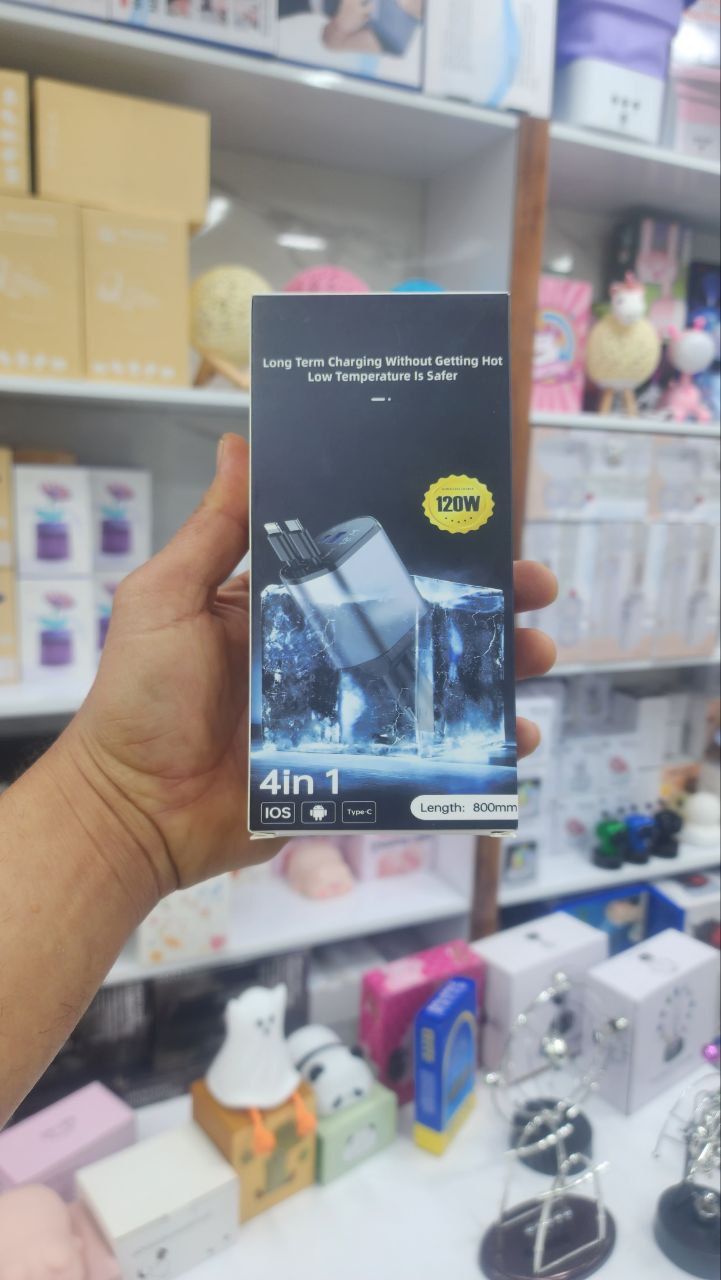 Long Term Charging Without Getting Hot
Low Temperature Is Safer
120W
4in 1
IOS
Type-C
Length: 800mm